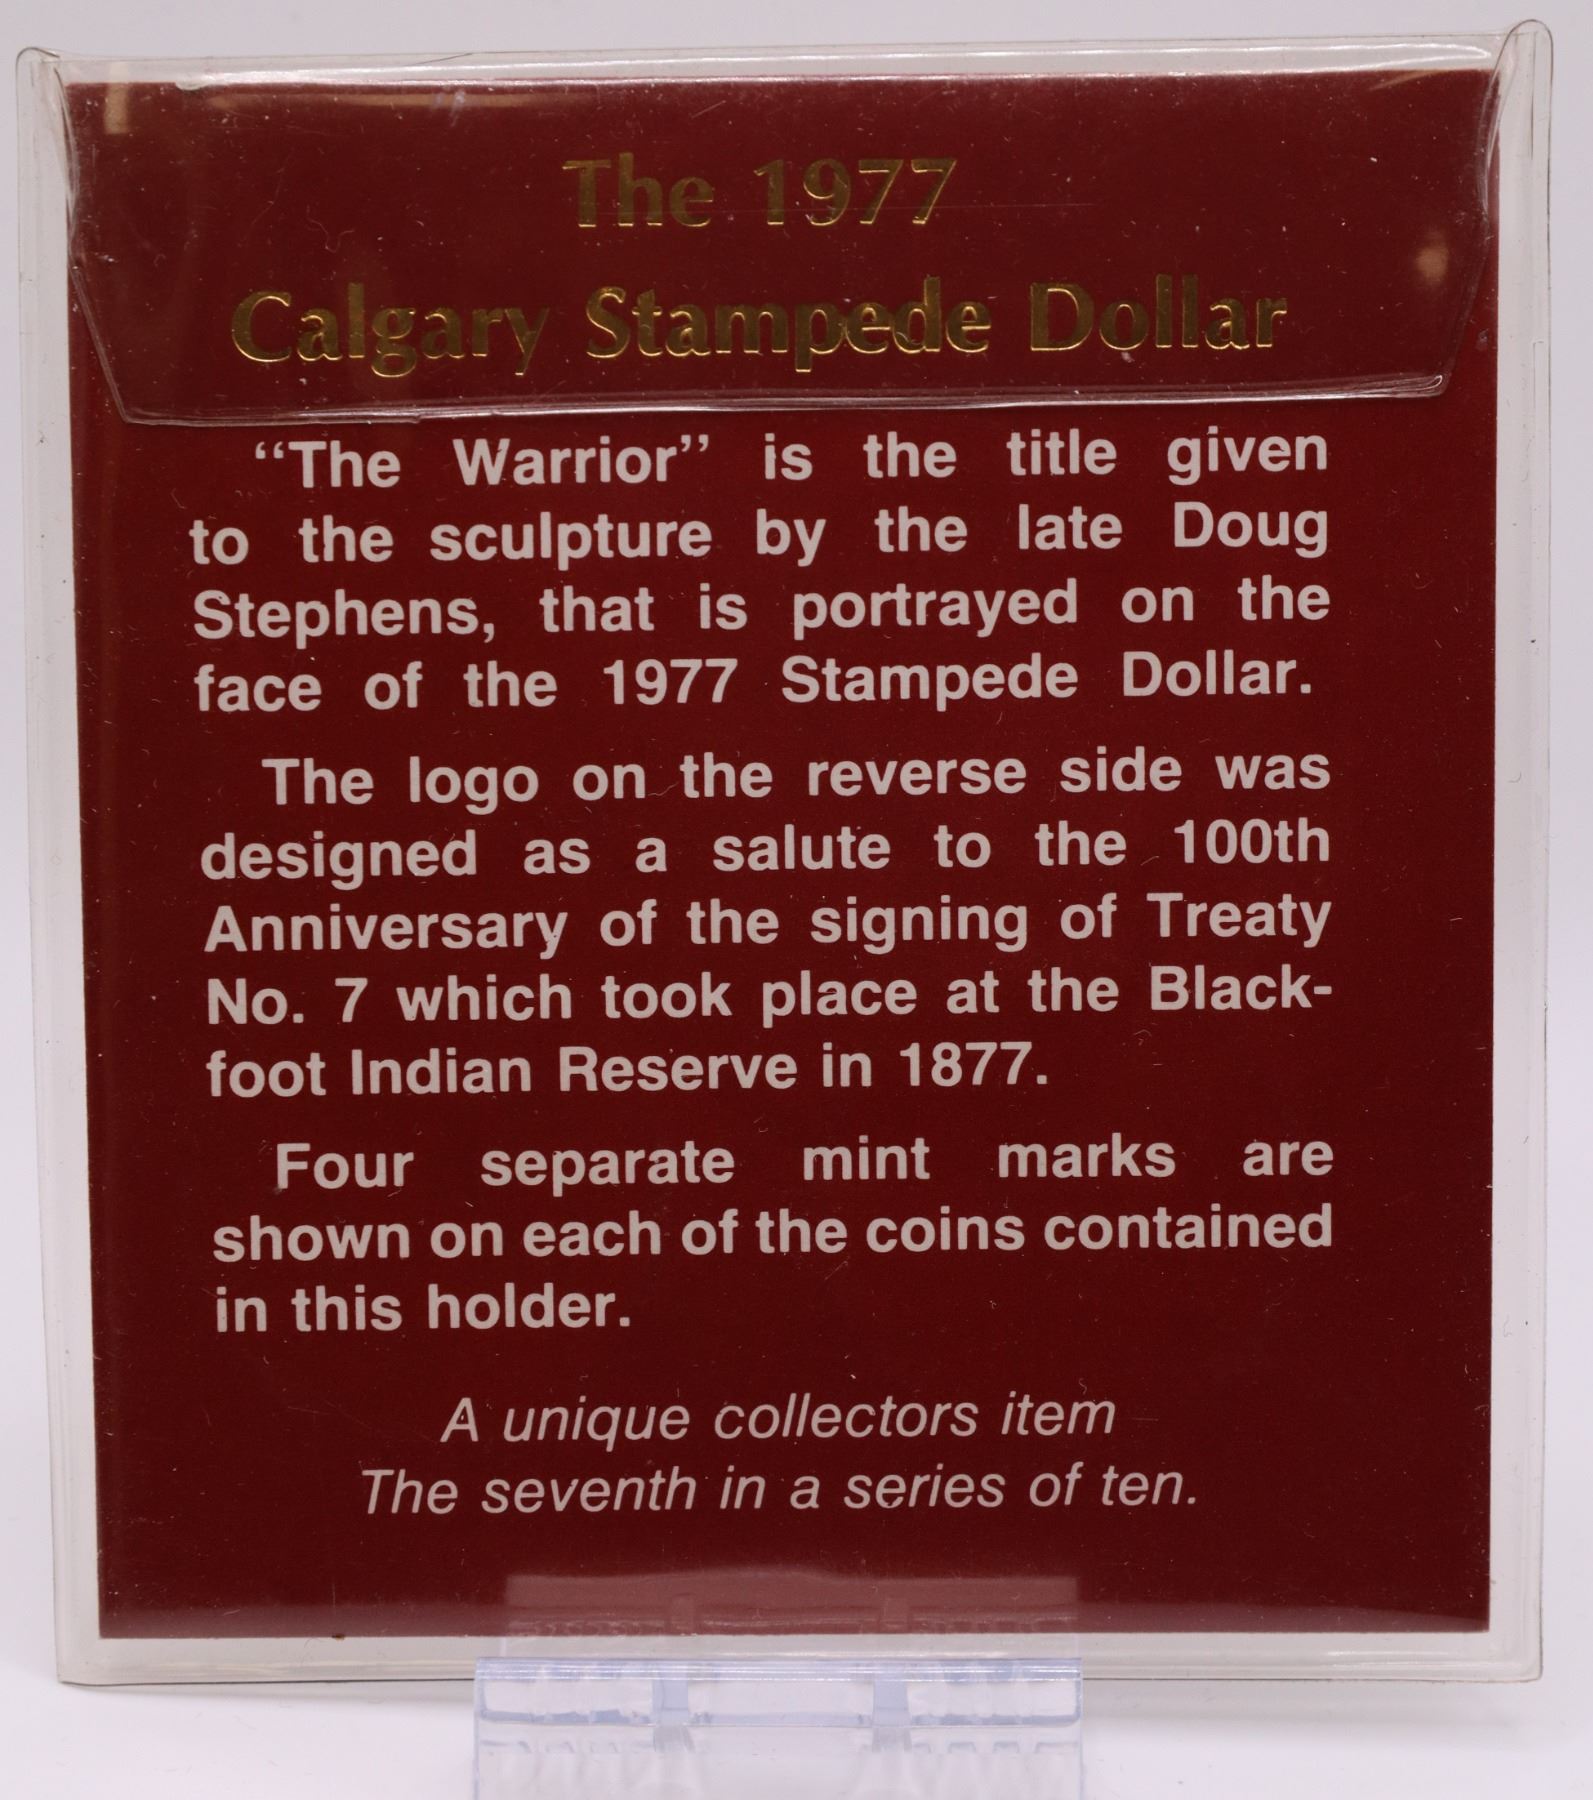 The 1977
Calgary Stampede Dollar
“The Warrior” is the title given
to the sculpture by the late Doug
Stephens, that is portrayed on the
face of the 1977 Stampede Dollar.
The logo on the reverse side was
designed as a salute to the 100th
Anniversary of the signing of Treaty
No. 7 which took place at the Black-
foot Indian Reserve in 1877.
Four separate mint marks are
shown on each of the coins contained
in this holder.
A unique collectors item
The seventh in a series of ten.